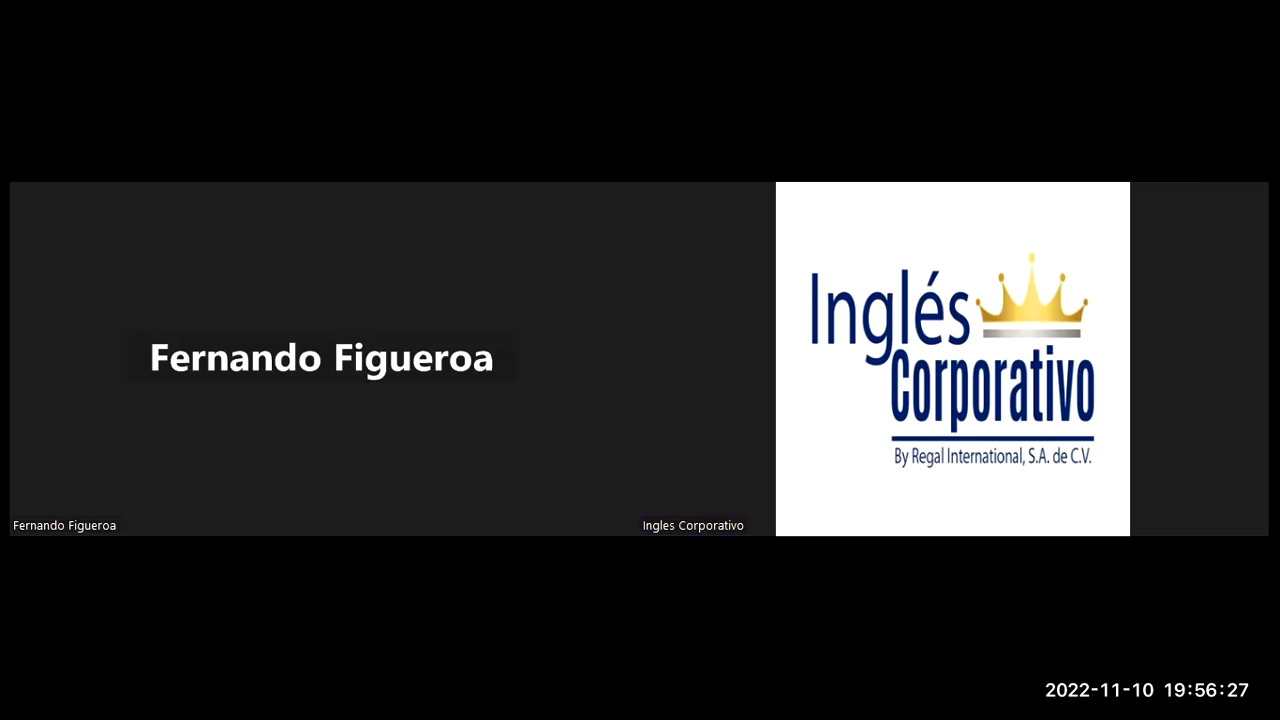 Fernando Figueroa
Inglés
Corporativo
By Regal International, S.A. de C.V.
Fernando Figueroa
Ingles Corporativo
2022-11-10 19:56:27